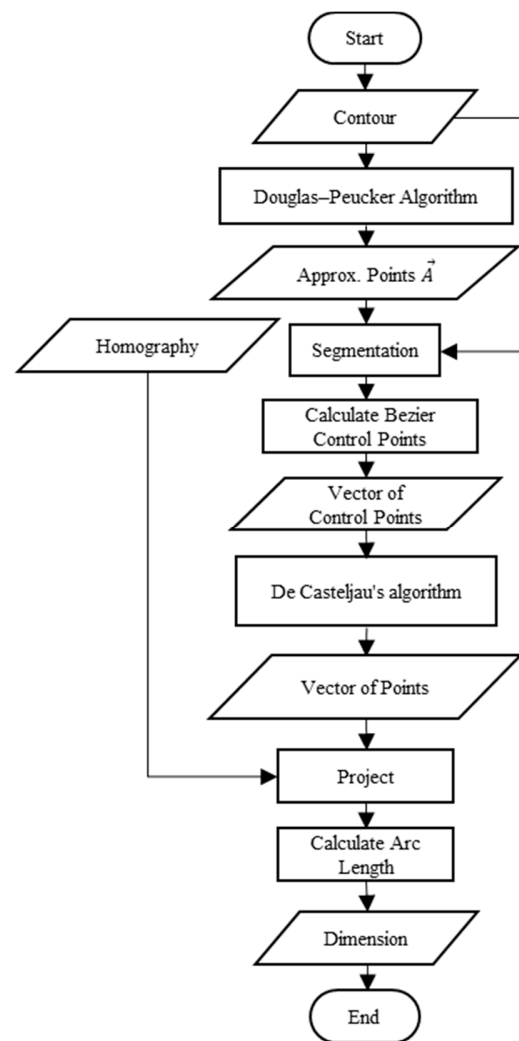 Start
Contour
Douglas–Peucker Algorithm
Approx. Points \vec{A}
Homography
Segmentation
Calculate Bezier
Control Points
Vector of
Control Points
De Casteljau's algorithm
Vector of Points
Project
Calculate Arc
Length
Dimension
End